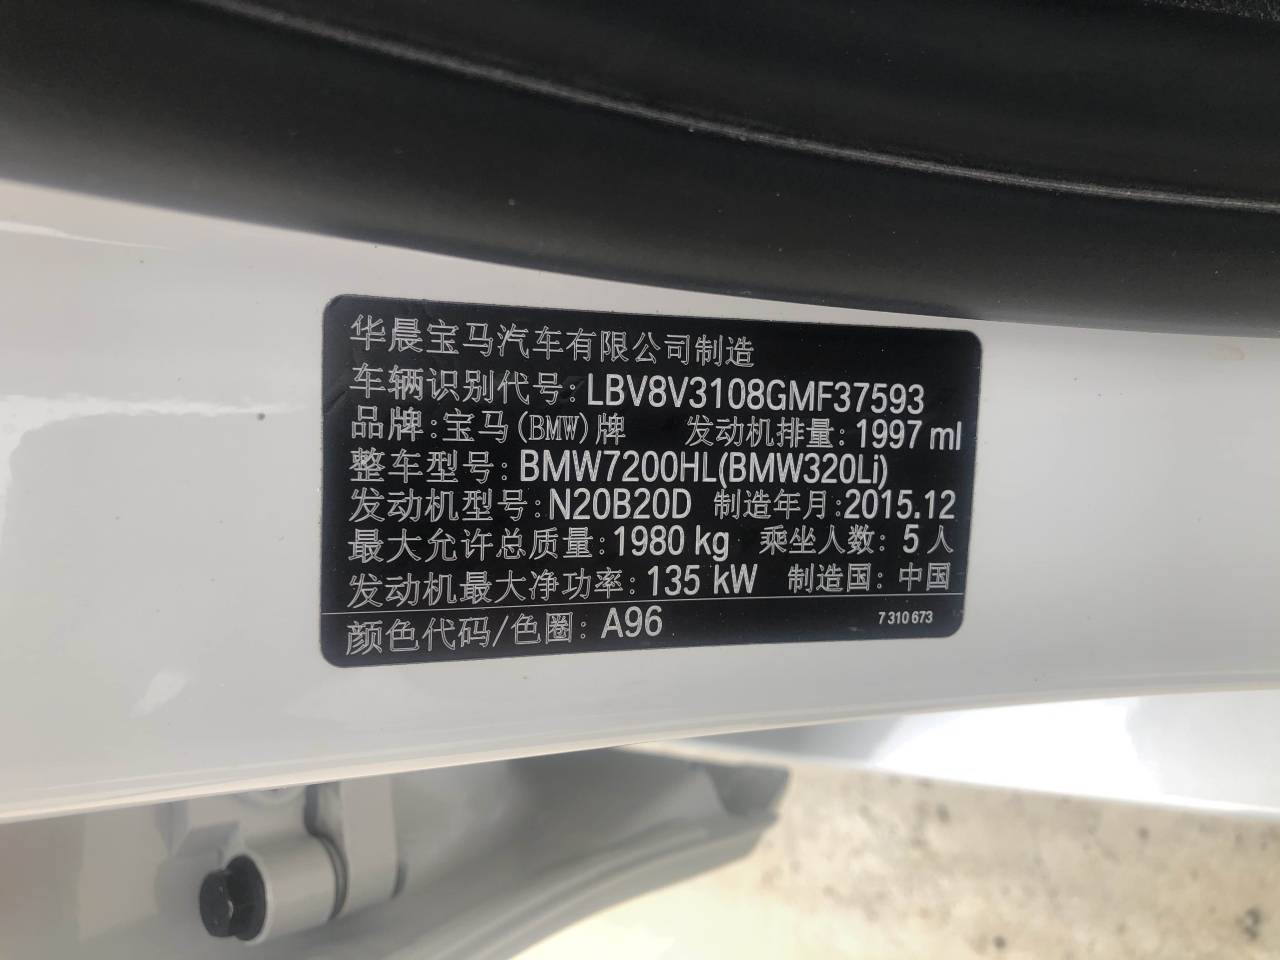 华晨宝马汽车有限公司制造
车辆识别代号: LBV8V3108GMF37593
品牌: 宝马(BMW)牌 发动机排量: 1997 ml
整车型号: BMW7200HL(BMW320Li)
发动机型号: N20B20D 制造年月: 2015.12
最大允许总质量: 1980 kg 乘坐人数: 5 人
发动机最大净功率: 135 kW 制造国: 中国
颜色代码/色圈: A96 7 310 673